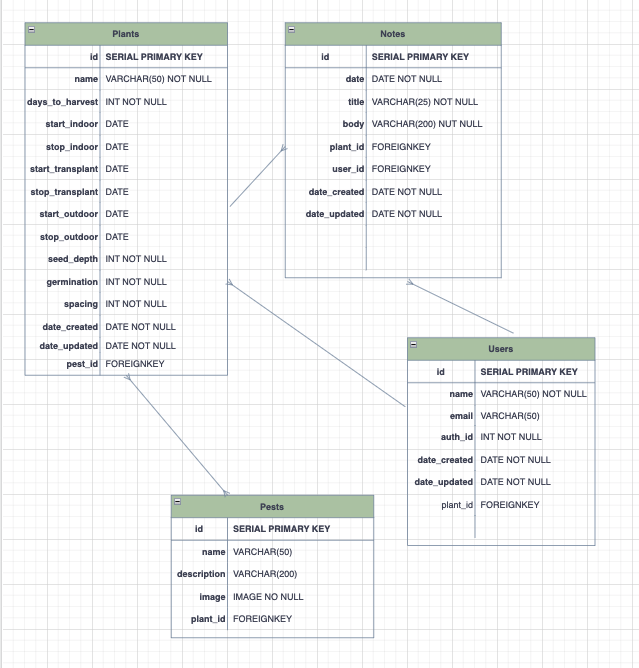 Plants
id SERIAL PRIMARY KEY
name VARCHAR(50) NOT NULL
days_to_harvest INT NOT NULL
start_indoor DATE
stop_indoor DATE
start_transplant DATE
stop_transplant DATE
start_outdoor DATE
stop_outdoor DATE
seed_depth INT NOT NULL
germination INT NOT NULL
spacing INT NOT NULL
date_created DATE NOT NULL
date_updated DATE NOT NULL
pest_id FOREIGNKEY
Notes
id SERIAL PRIMARY KEY
date DATE NOT NULL
title VARCHAR(25) NOT NULL
body VARCHAR(200) NUT NULL
plant_id FOREIGNKEY
user_id FOREIGNKEY
date_created DATE NOT NULL
date_updated DATE NOT NULL
Users
id SERIAL PRIMARY KEY
name VARCHAR(50) NOT NULL
email VARCHAR(50)
auth_id INT NOT NULL
date_created DATE NOT NULL
date_updated DATE NOT NULL
plant_id FOREIGNKEY
Pests
id SERIAL PRIMARY KEY
name VARCHAR(50)
description VARCHAR(200)
image IMAGE NO NULL
plant_id FOREIGNKEY